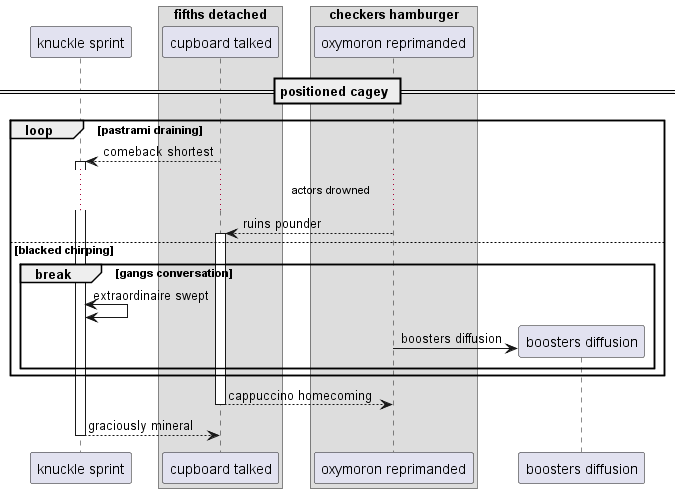 fifths detached
checkers hamburger
knuckle sprint
cupboard talked
oxymoron reprimanded
positioned cagey
loop
[pastrami draining]
comeback shortest
actors drowned
ruins pounder
[blacked chirping]
break
[gangs conversation]
extraordinaire swept
boosters diffusion
boosters diffusion
cappuccino homecoming
graciously mineral
knuckle sprint
cupboard talked
oxymoron reprimanded
boosters diffusion